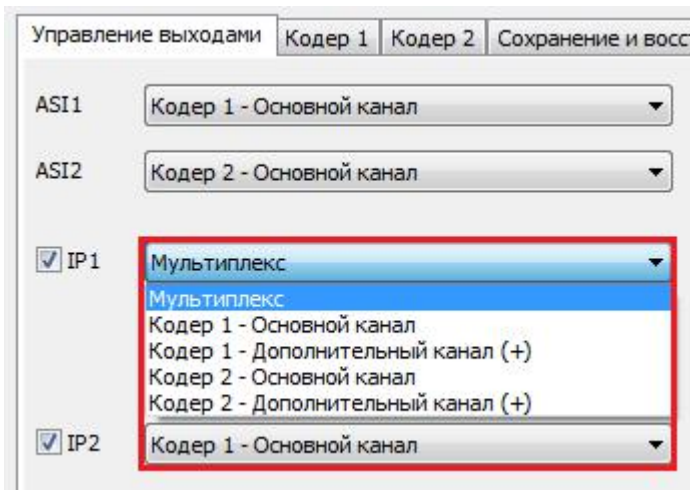 Управление выходами Кодер 1 Кодер 2 Сохранение и восс
ASI1 Кодер 1 - Основной канал
ASI2 Кодер 2 - Основной канал
IP1 Мультиплекс
Мультиплекс
Кодер 1 - Основной канал
Кодер 1 - Дополнительный канал (+)
Кодер 2 - Основной канал
Кодер 2 - Дополнительный канал (+)
IP2 Кодер 1 - Основной канал